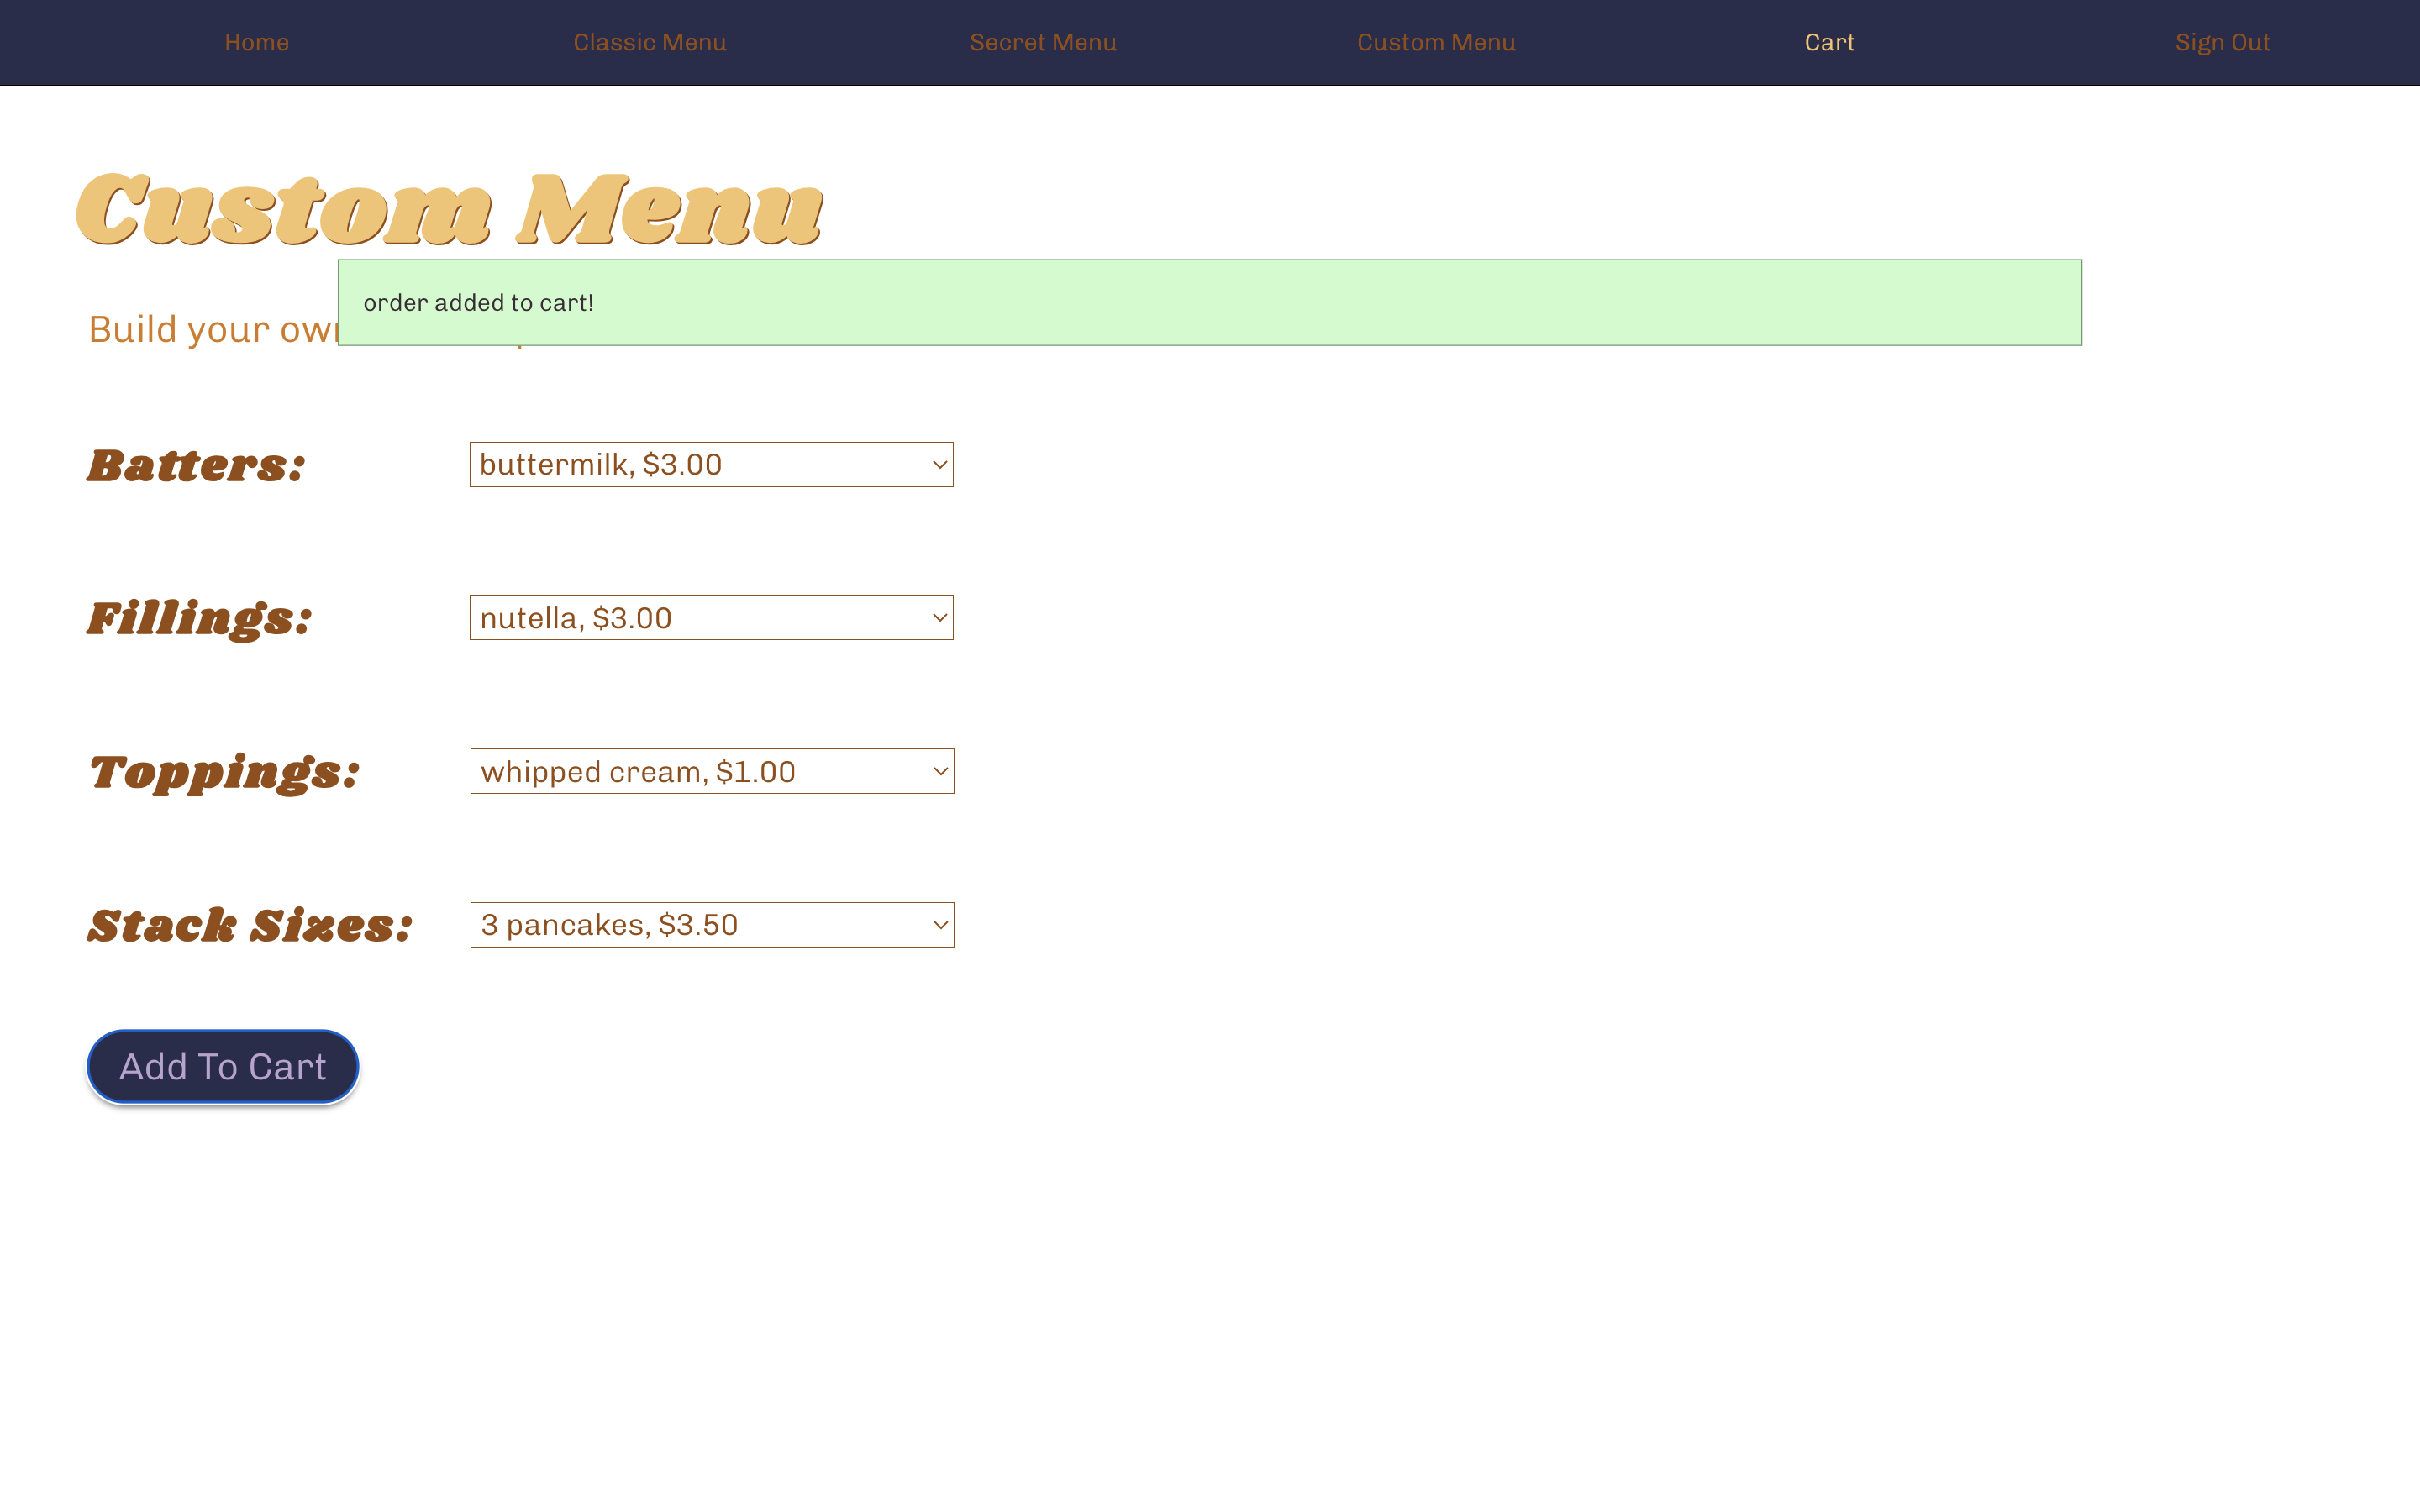 Home Classic Menu Secret Menu Custom Menu Cart Sign Out
Custom Menu
order added to cart!
Build your own
Batters: buttermilk, $3.00
Fillings: nutella, $3.00
Toppings: whipped cream, $1.00
Stack Sizes: 3 pancakes, $3.50
Add To Cart